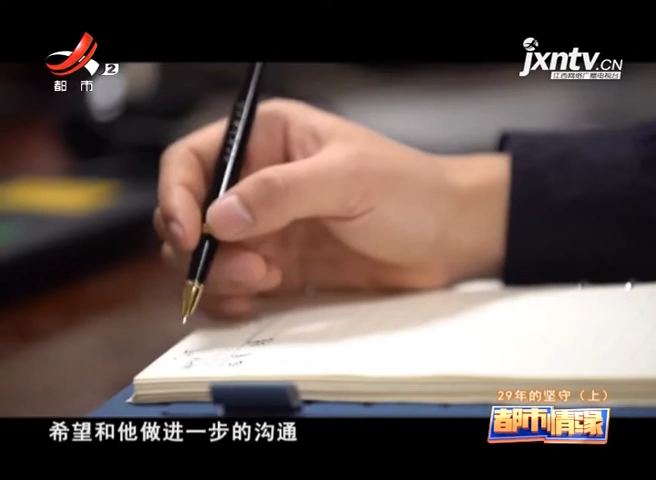 2
都市
jxntv.CN
江西网络广播电视台
29年的坚守（上）
都市情缘
希望和他做进一步的沟通